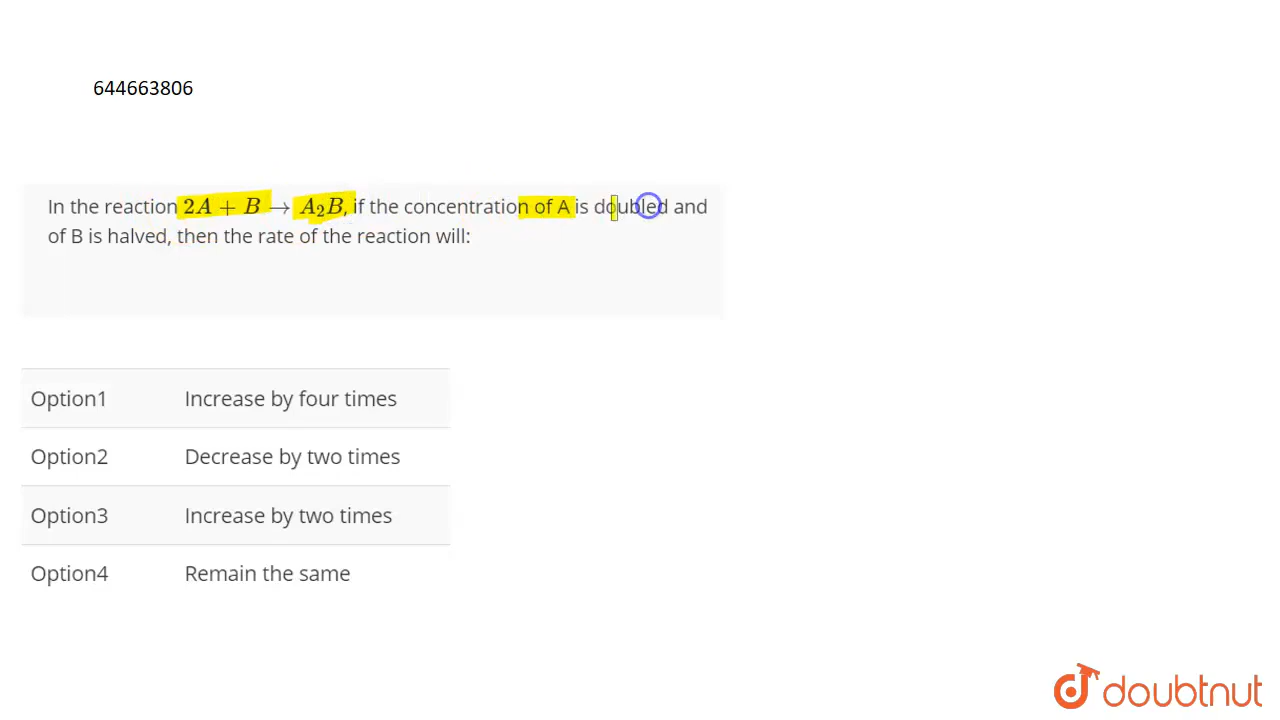 644663806
In the reaction 2A + B → A₂B, if the concentration of A is doubled and
of B is halved, then the rate of the reaction will:
Option1 Increase by four times
Option2 Decrease by two times
Option3 Increase by two times
Option4 Remain the same
doubtnut